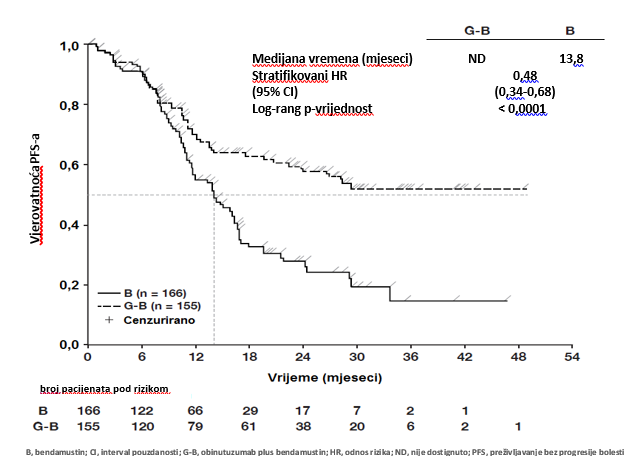 G-B B
Medijana vremena (mjeseci) ND 13,8
Stratifikovani HR 0,48
(95% CI) (0,34-0,68)
Log-rang p-vrijednost < 0,0001
Vjerovatnoća PFS-a
1,0
0,8
0,6
0,4
0,2
0,0
B (n = 166)
G-B (n = 155)
Cenzurirano
0 6 12 18 24 30 36 42 48 54
Vrijeme (mjeseci)
broj pacijenata pod rizikom
B 166 122 66 29 17 7 2 1
G-B 155 120 79 61 38 20 6 2 1
B, bendamustin; CI, interval pouzdanosti; G-B, obinutuzumab plus bendamustin; HR, odnos rizika; ND, nije dostignuto; PFS, preživljavanje bez progresije bolesti